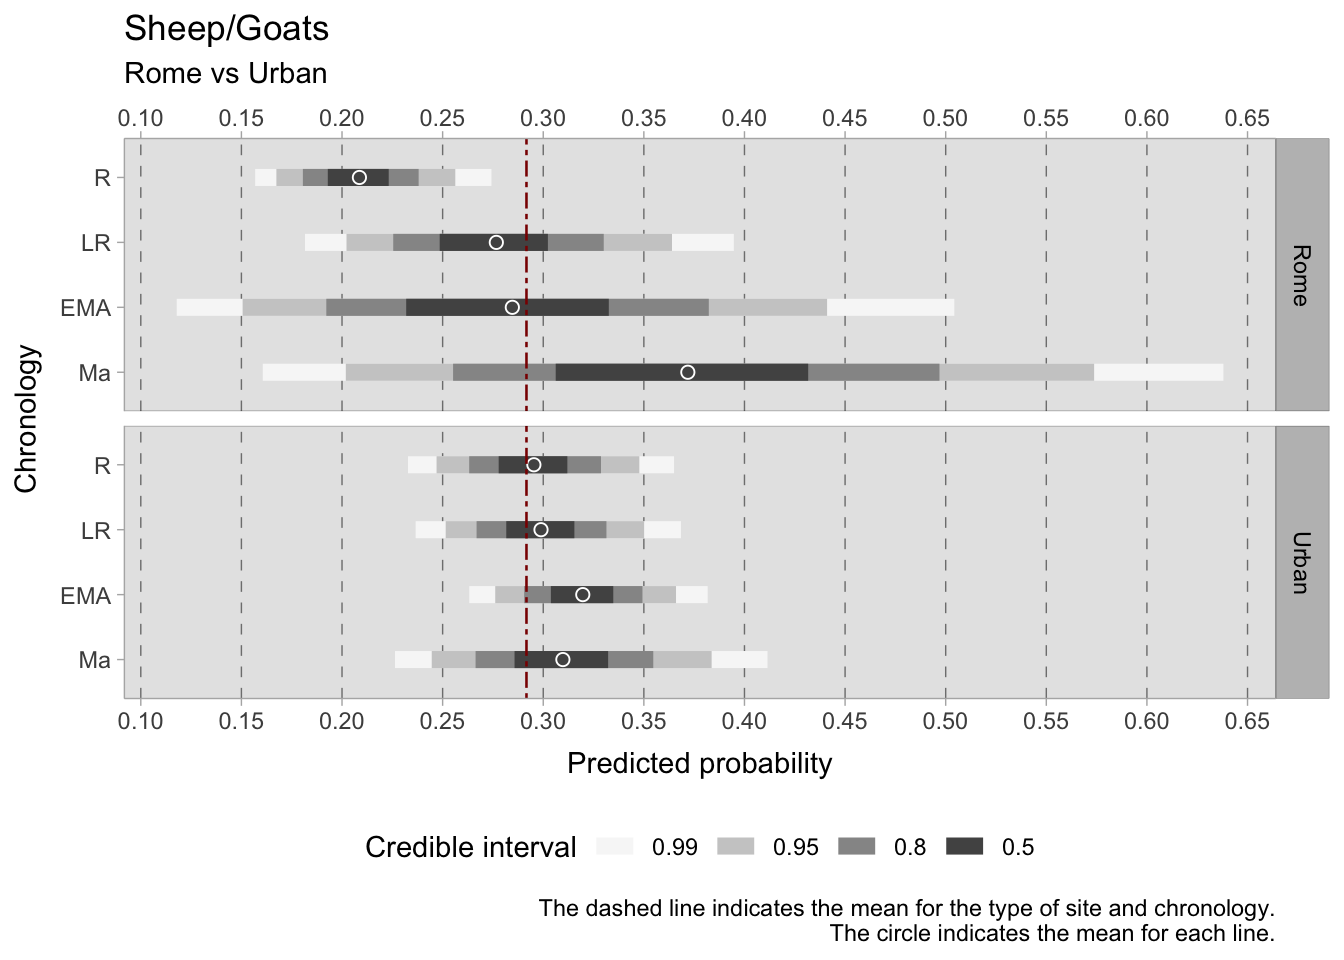 Sheep/Goats
Rome vs Urban
0.10 0.15 0.20 0.25 0.30 0.35 0.40 0.45 0.50 0.55 0.60 0.65
R
LR
EMA
Ma
Rome
Chronology
R
LR
EMA
Ma
Urban
0.10 0.15 0.20 0.25 0.30 0.35 0.40 0.45 0.50 0.55 0.60 0.65
Predicted probability
Credible interval 0.99 0.95 0.8 0.5
The dashed line indicates the mean for the type of site and chronology.
The circle indicates the mean for each line.